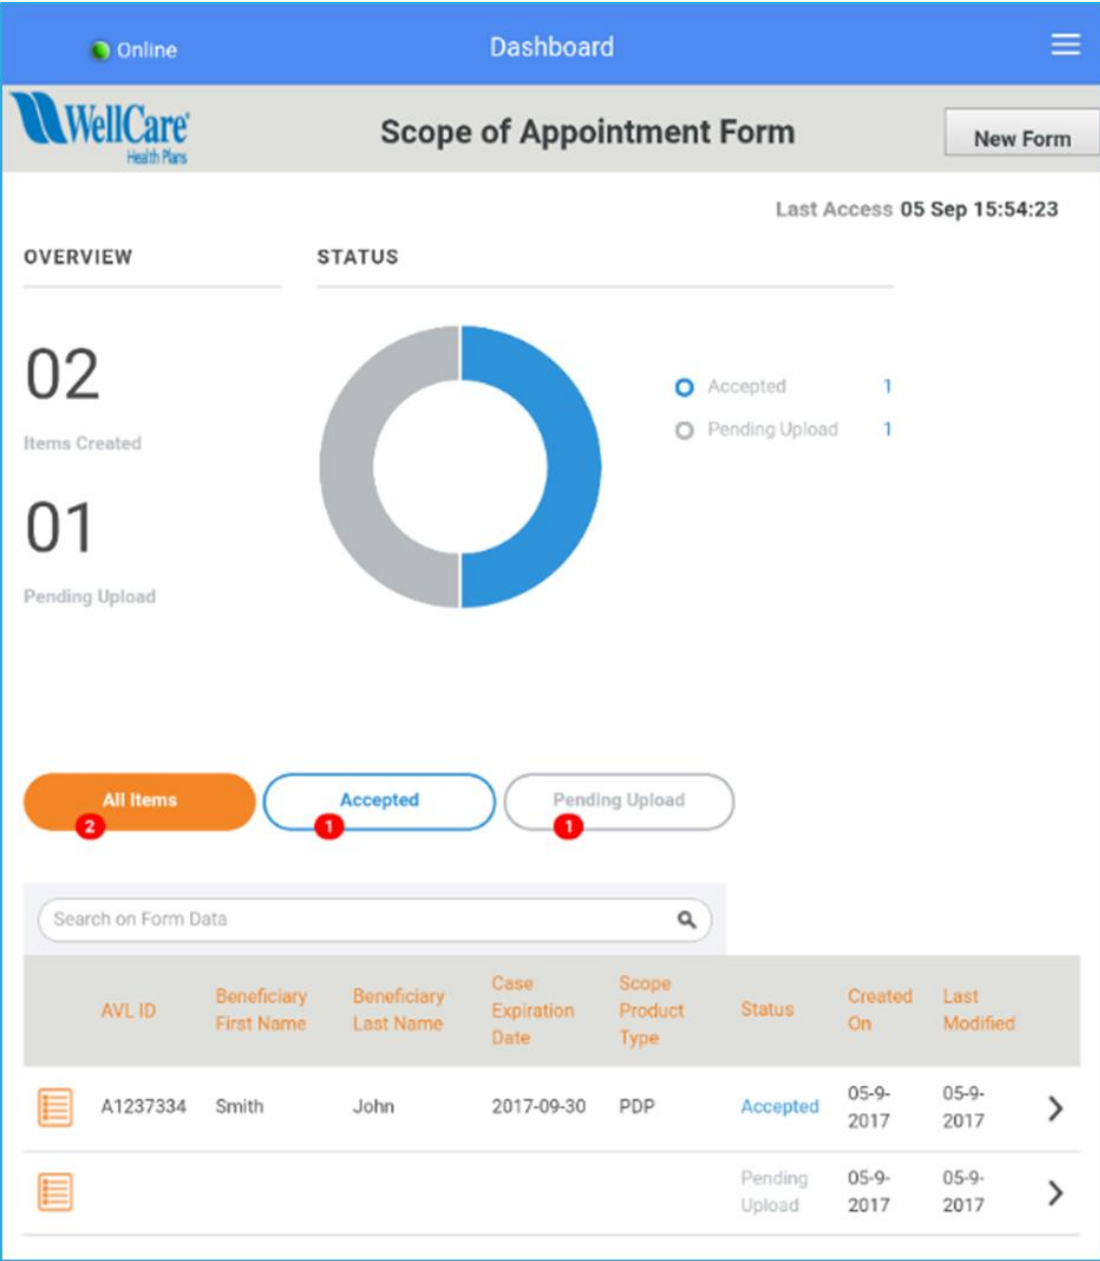 Online
Dashboard
WellCare®
Health Plans
Scope of Appointment Form
New Form
Last Access 05 Sep 15:54:23
OVERVIEW
STATUS
02
Items Created
01
Pending Upload
Accepted 1
Pending Upload 1
All Items
2
Accepted
1
Pending Upload
1
Search on Form Data
AVL ID
Beneficiary
First Name
Beneficiary
Last Name
Case
Expiration
Date
Scope
Product
Type
Status
Created
On
Last
Modified
A1237334 Smith John 2017-09-30 PDP Accepted
05-9-
2017
05-9-
2017
Pending
Upload
05-9-
2017
05-9-
2017